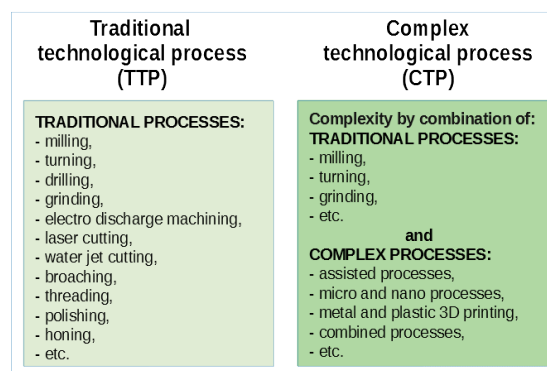 Traditional
technological process
(TTP)
TRADITIONAL PROCESSES:
- milling,
- turning,
- drilling,
- grinding,
- electro discharge machining,
- laser cutting,
- water jet cutting,
- broaching,
- threading,
- polishing,
- honing,
- etc.
Complex
technological process
(CTP)
Complexity by combination of:
TRADITIONAL PROCESSES:
- milling,
- turning,
- grinding,
- etc.
and
COMPLEX PROCESSES:
- assisted processes,
- micro and nano processes,
- metal and plastic 3D printing,
- combined processes,
- etc.